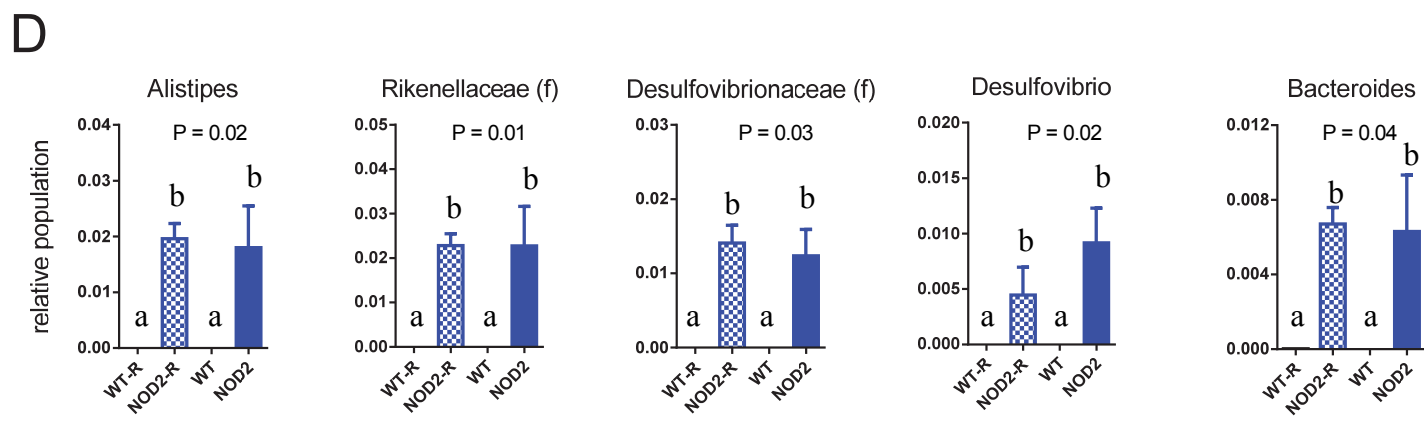 D
Alistipes
relative population
0.04
0.03
0.02
0.01
0.00
P = 0.02
a
b
a
b
WT-R
NOD2-R
WT
NOD2
Rikenellaceae (f)
0.05
0.04
0.03
0.02
0.01
0.00
P = 0.01
a
b
a
b
WT-R
NOD2-R
WT
NOD2
Desulfovibrionaceae (f)
0.03
0.02
0.01
0.00
P = 0.03
a
b
a
b
WT-R
NOD2-R
WT
NOD2
Desulfovibrio
0.020
0.015
0.010
0.005
0.000
P = 0.02
a
b
a
b
WT-R
NOD2-R
WT
NOD2
Bacteroides
0.012
0.008
0.004
0.000
P = 0.04
a
b
a
b
WT-R
NOD2-R
WT
NOD2